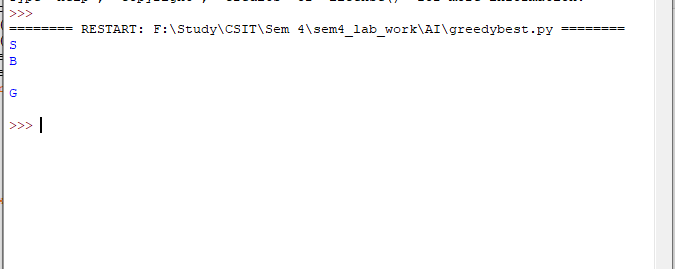 >>>
======== RESTART: F:\Study\CSIT\Sem 4\sem4_lab_work\AI\greedybest.py ========
S
B
G
>>>